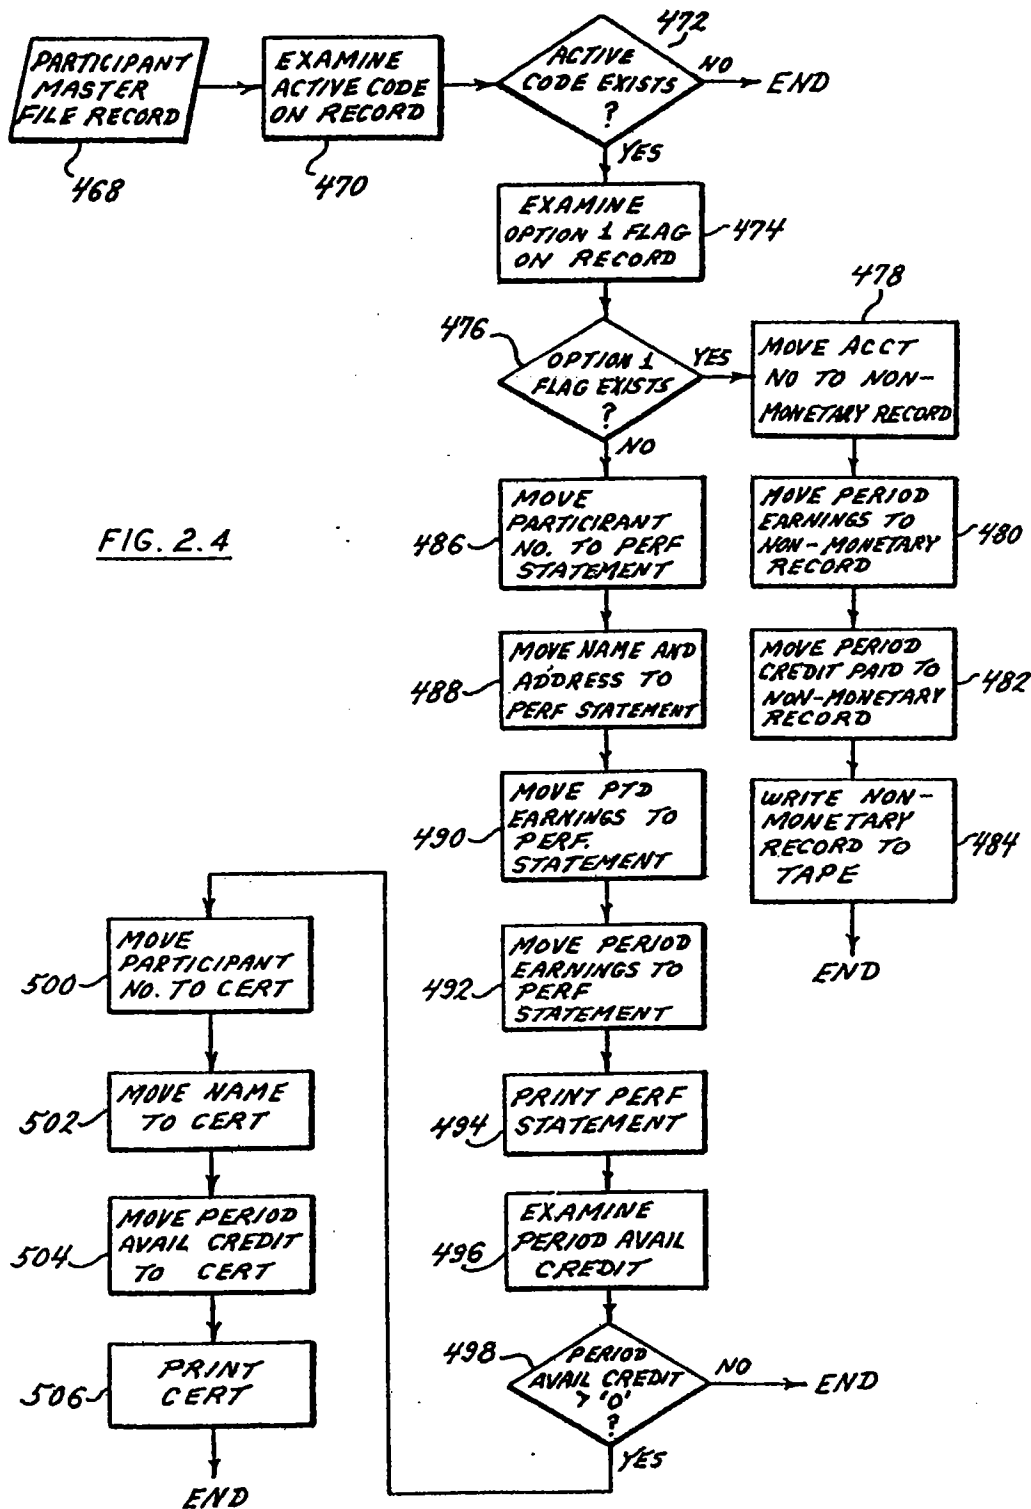 PARTICIPANT
MASTER
FILE RECORD
468
EXAMINE
ACTIVE CODE
ON RECORD
470
472
ACTIVE
CODE EXISTS
?
NO
END
YES
EXAMINE
OPTION 1 FLAG
ON RECORD
474
476
OPTION 1
FLAG EXISTS
?
YES
NO
478
MOVE ACCT
NO TO NON-
MONETARY RECORD
MOVE PERIOD
EARNINGS TO
NON-MONETARY
RECORD
480
MOVE PERIOD
CREDIT PAID TO
NON-MONETARY
RECORD
482
WRITE NON-
MONETARY
RECORD TO
TAPE
484
END
FIG. 2.4
MOVE
PARTICIPANT
NO. TO PERF
STATEMENT
486
MOVE NAME AND
ADDRESS TO
PERF STATEMENT
488
MOVE PTD
EARNINGS TO
PERF.
STATEMENT
490
MOVE PERIOD
EARNINGS TO
PERF
STATEMENT
492
PRINT PERF
STATEMENT
494
EXAMINE
PERIOD AVAIL
CREDIT
496
498
PERIOD
AVAIL CREDIT
> '0'
?
NO
END
YES
MOVE
PARTICIPANT
NO. TO CERT
500
MOVE NAME
TO CERT
502
MOVE PERIOD
AVAIL CREDIT
TO CERT
504
PRINT
CERT
506
END